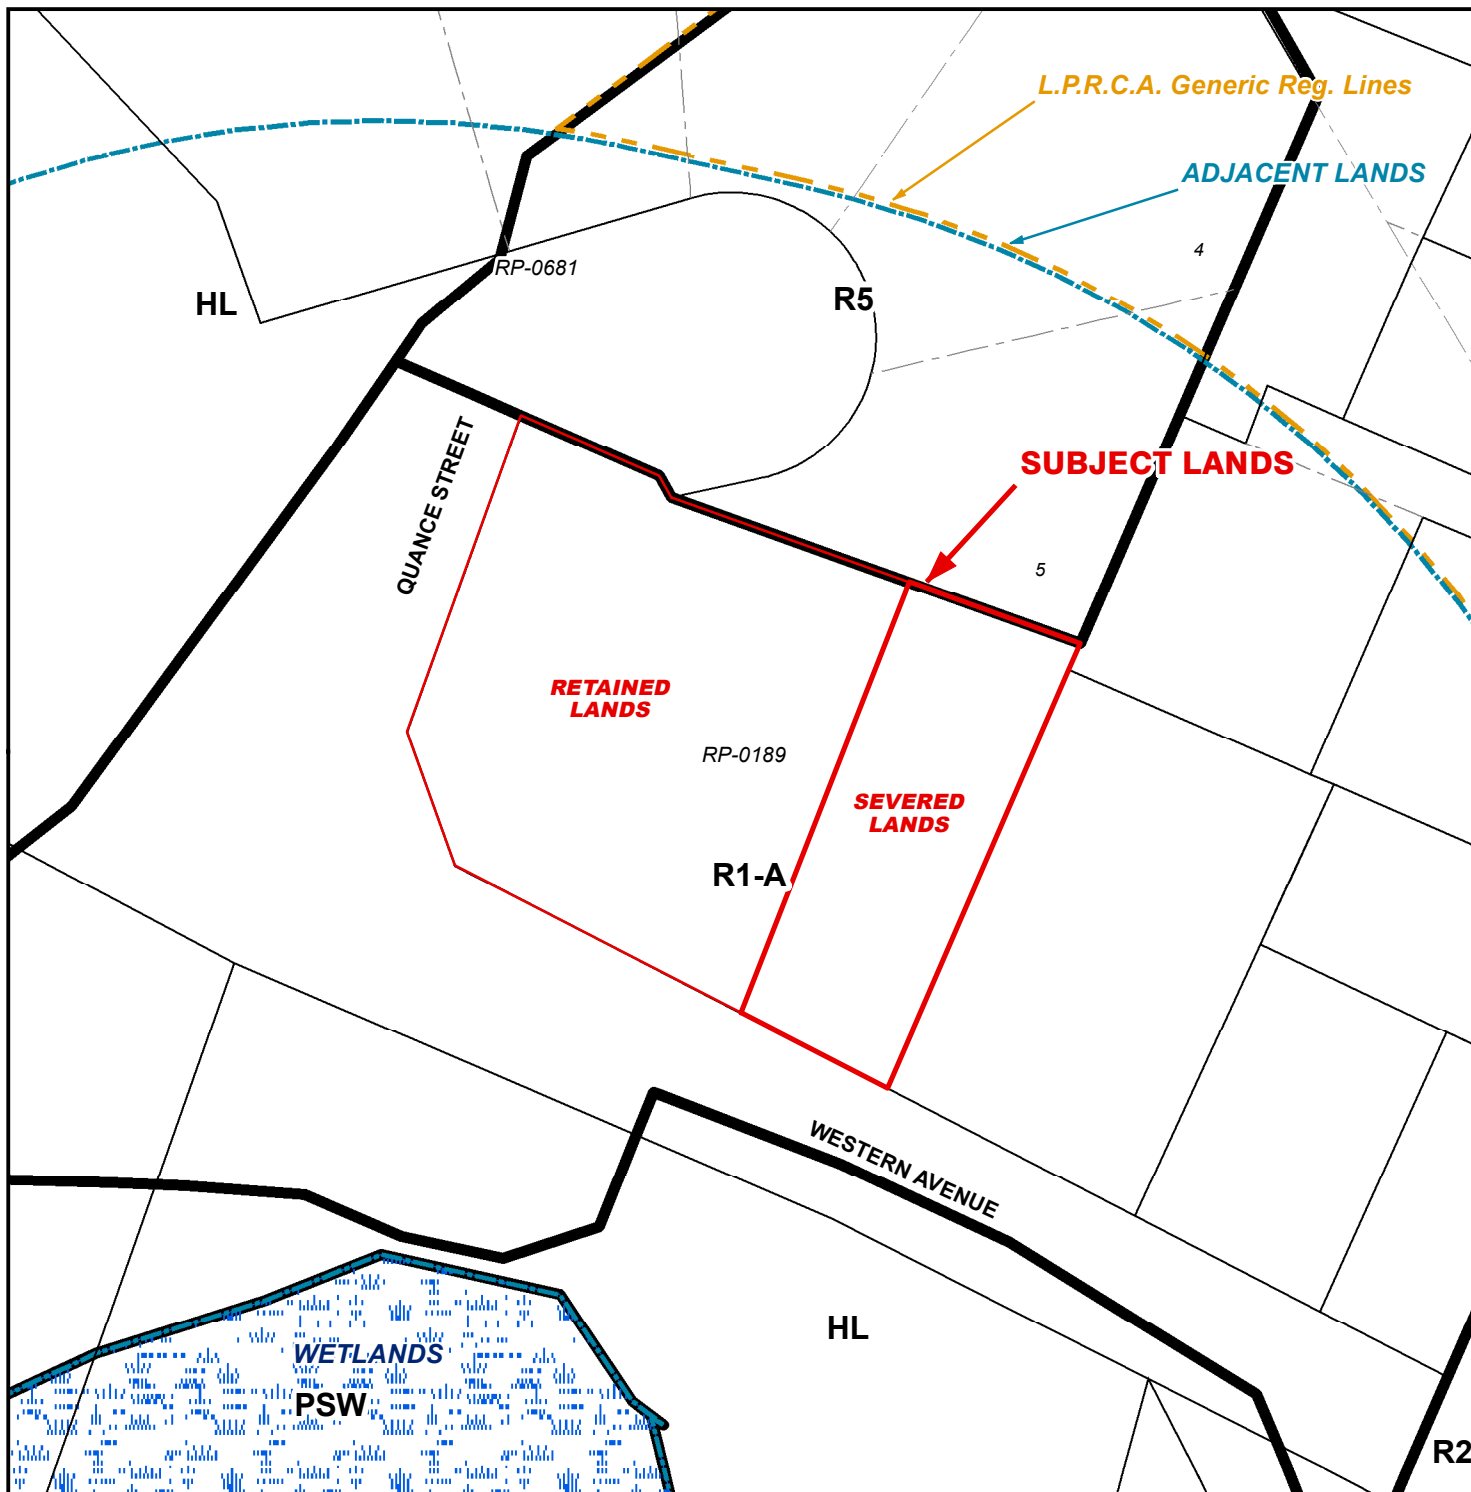 L.P.R.C.A. Generic Reg. Lines
ADJACENT LANDS
4
RP-0681
HL
R5
QUANCE STREET
SUBJECT LANDS
5
RETAINED
LANDS
RP-0189
SEVERED
LANDS
R1-A
WESTERN AVENUE
HL
WETLANDS
PSW
R2